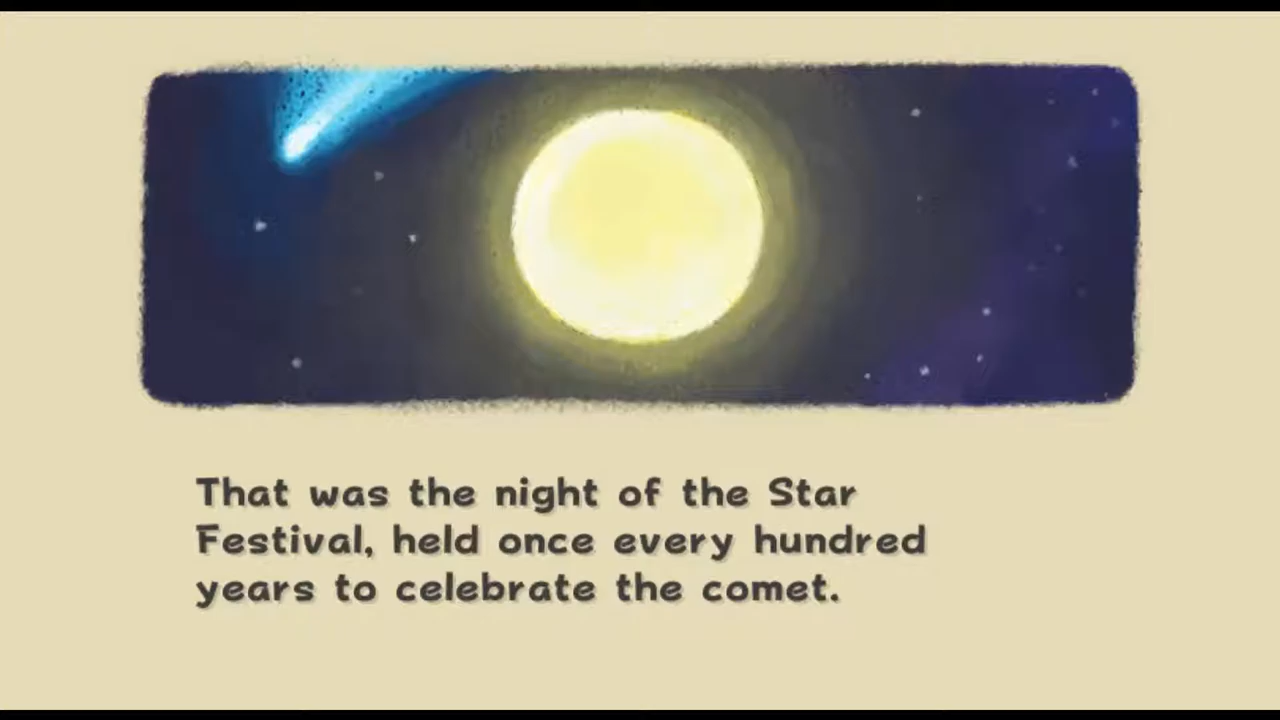 That was the night of the Star
Festival, held once every hundred
years to celebrate the comet.